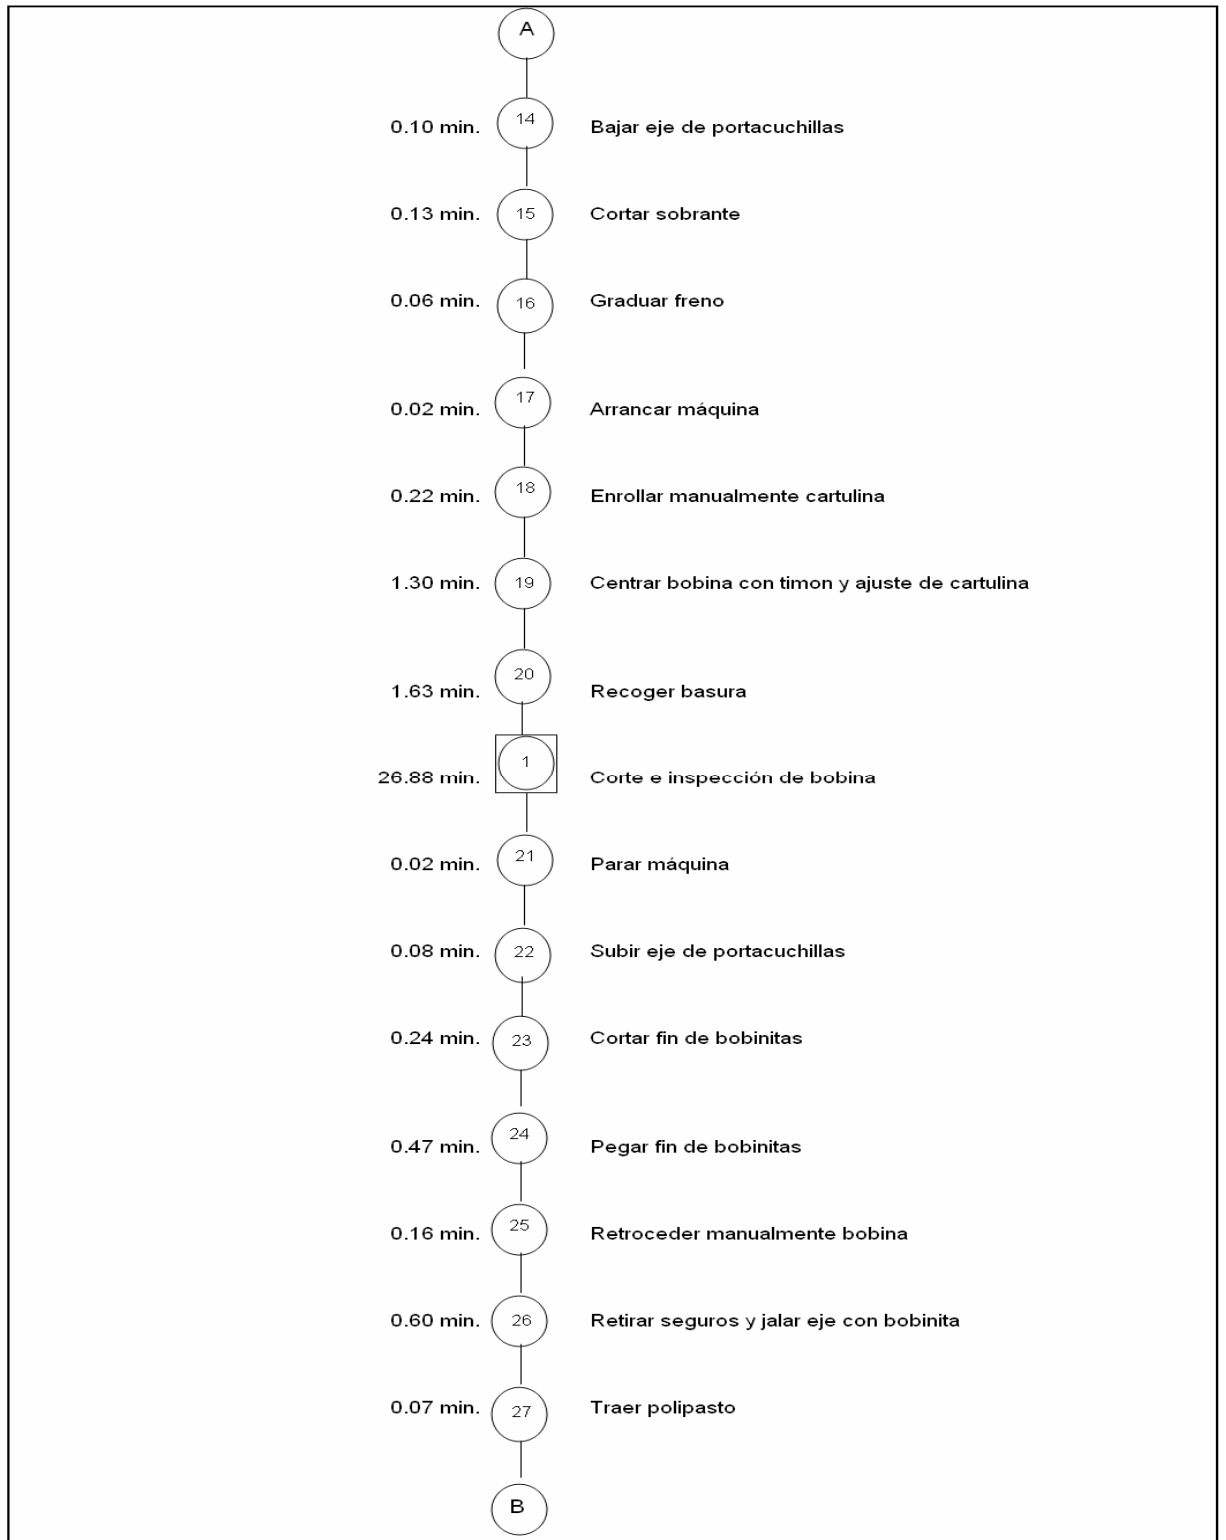 A
0.10 min. 14 Bajar eje de portacuchillas
0.13 min. 15 Cortar sobrante
0.06 min. 16 Graduar freno
0.02 min. 17 Arrancar máquina
0.22 min. 18 Enrollar manualmente cartulina
1.30 min. 19 Centrar bobina con timon y ajuste de cartulina
1.63 min. 20 Recoger basura
26.88 min. 1 Corte e inspección de bobina
0.02 min. 21 Parar máquina
0.08 min. 22 Subir eje de portacuchillas
0.24 min. 23 Cortar fin de bobinitas
0.47 min. 24 Pegar fin de bobinitas
0.16 min. 25 Retroceder manualmente bobina
0.60 min. 26 Retirar seguros y jalar eje con bobinita
0.07 min. 27 Traer polipasto
B